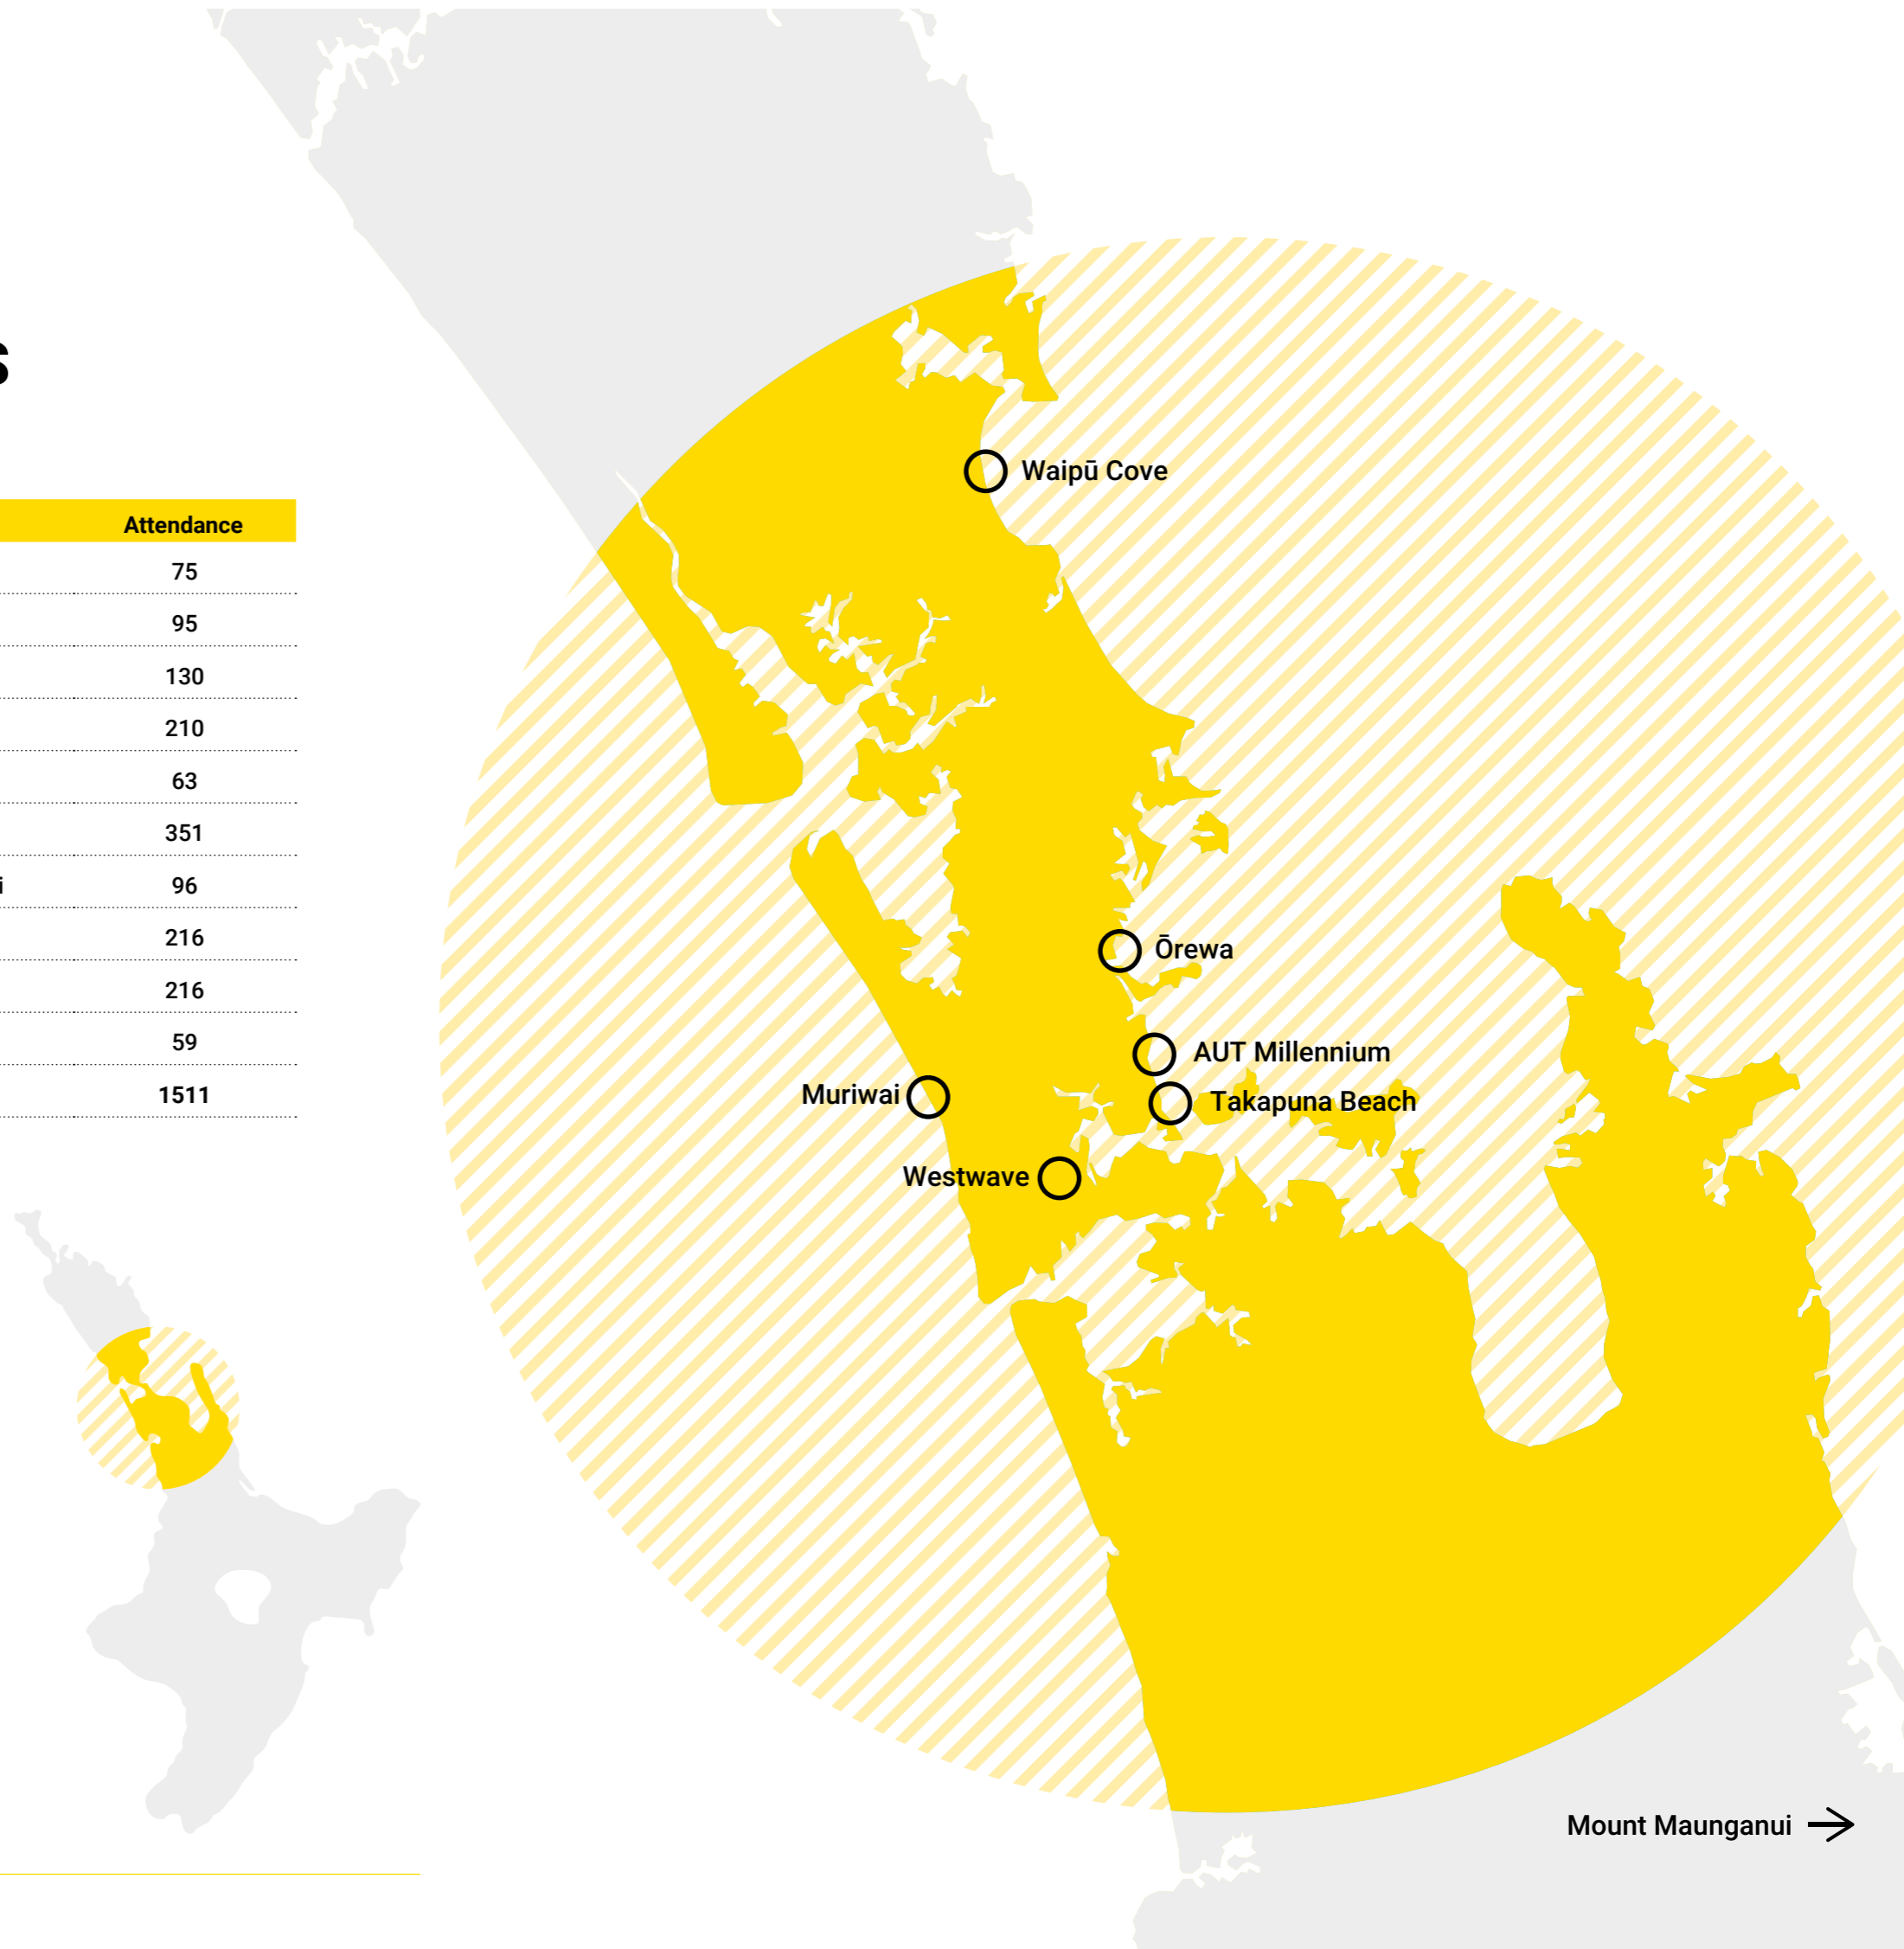 s
Attendance
75
95
130
210
63
351
i 96
216
216
59
1511
Waipū Cove
Ōrewa
AUT Millennium
Muriwai
Takapuna Beach
Westwave
Mount Maunganui